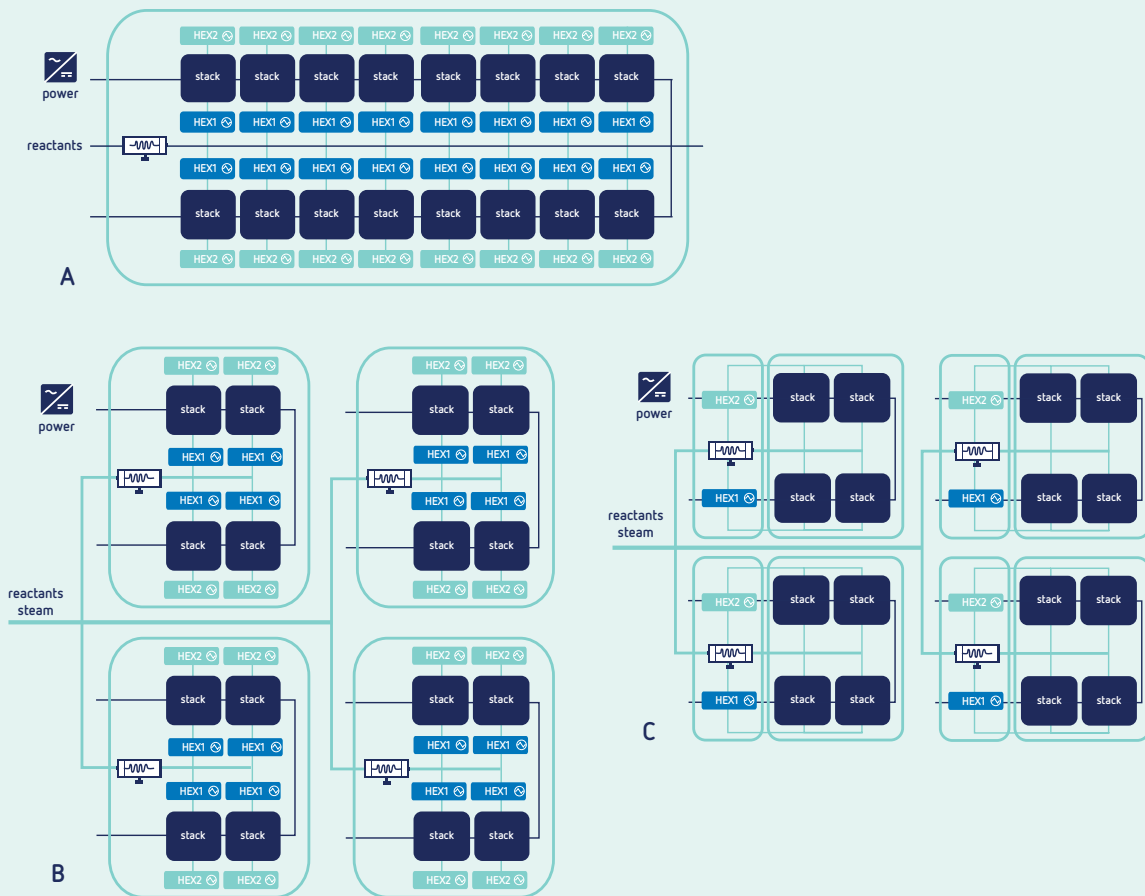 HEX2 HEX2 HEX2 HEX2 HEX2 HEX2 HEX2 HEX2
stack stack stack stack stack stack stack stack
power
HEX1 HEX1 HEX1 HEX1 HEX1 HEX1 HEX1 HEX1
reactants
HEX1 HEX1 HEX1 HEX1 HEX1 HEX1 HEX1 HEX1
stack stack stack stack stack stack stack stack
HEX2 HEX2 HEX2 HEX2 HEX2 HEX2 HEX2 HEX2
A
HEX2 HEX2 HEX2 HEX2
power
stack stack stack stack
HEX1 HEX1 HEX1 HEX1
HEX1 HEX1 HEX1 HEX1
stack stack stack stack
HEX2 HEX2 HEX2 HEX2
reactants
steam
HEX2 HEX2 HEX2 HEX2
stack stack stack stack
HEX1 HEX1 HEX1 HEX1
HEX1 HEX1 HEX1 HEX1
stack stack stack stack
HEX2 HEX2 HEX2 HEX2
B
power
stack stack stack stack
HEX2 HEX2
HEX1 HEX1
stack stack stack stack
reactants
steam
HEX2 HEX2
stack stack stack stack
HEX1 HEX1
stack stack stack stack
C